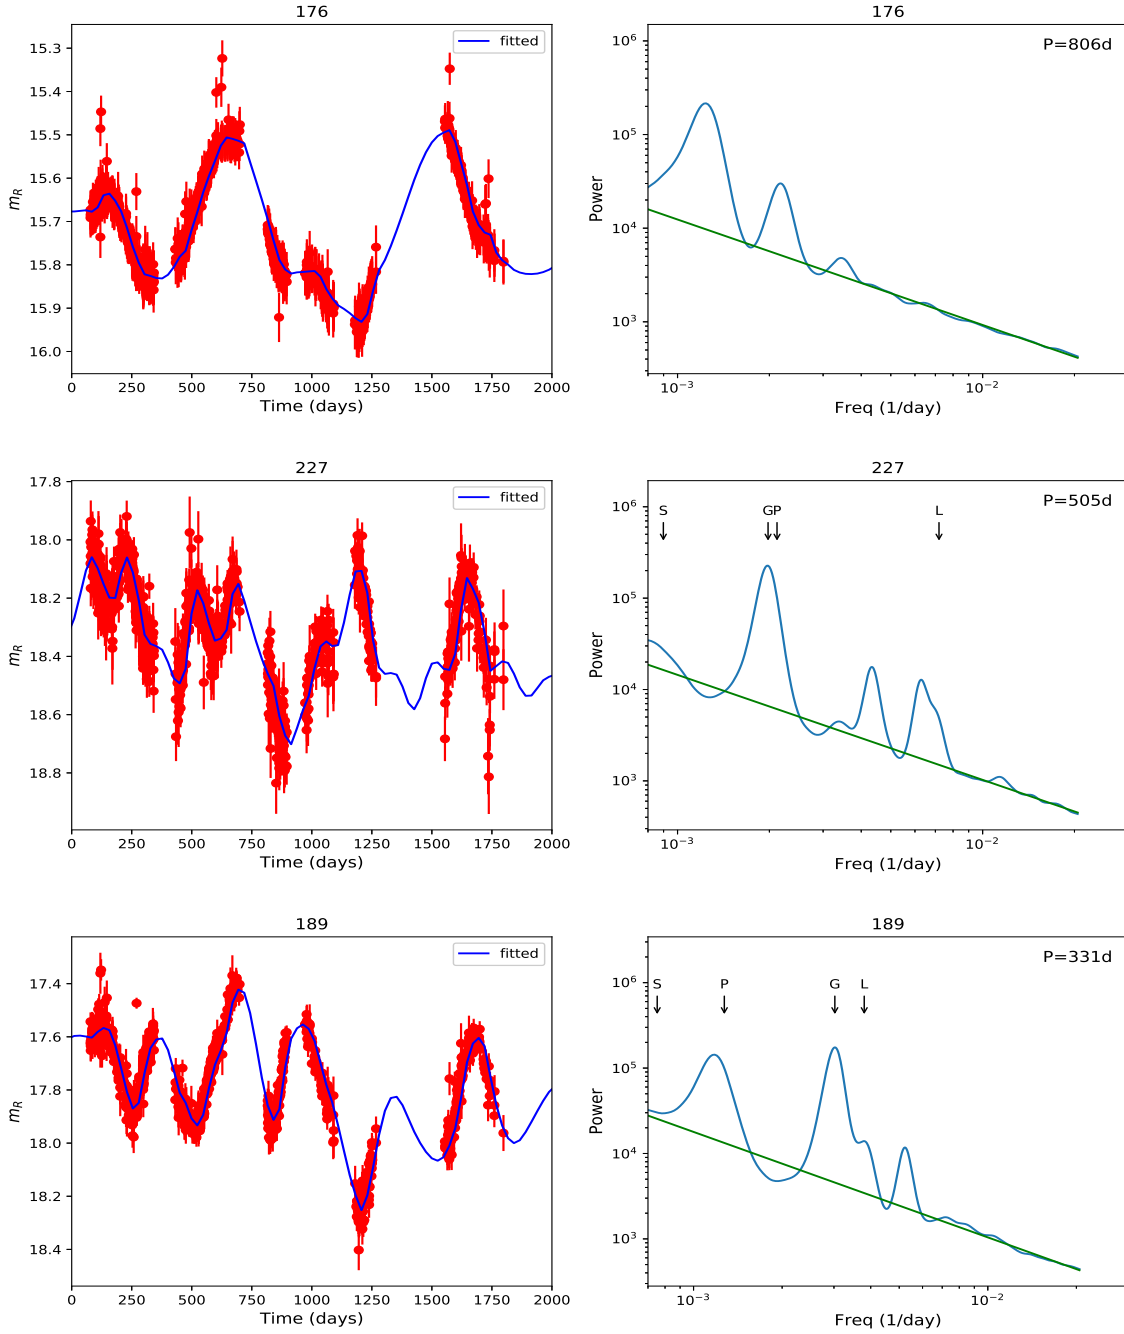 176
fitted
15.3
15.4
15.5
15.6
15.7
15.8
15.9
16.0
m_R
0 250 500 750 1000 1250 1500 1750 2000
Time (days)
176
P=806d
10^6
10^5
10^4
10^3
Power
10^-3 10^-2
Freq (1/day)
227
fitted
17.8
18.0
18.2
18.4
18.6
18.8
m_R
0 250 500 750 1000 1250 1500 1750 2000
Time (days)
227
P=505d
S G P L
10^6
10^5
10^4
10^3
Power
10^-3 10^-2
Freq (1/day)
189
fitted
17.4
17.6
17.8
18.0
18.2
18.4
m_R
0 250 500 750 1000 1250 1500 1750 2000
Time (days)
189
P=331d
S P G L
10^6
10^5
10^4
10^3
Power
10^-3 10^-2
Freq (1/day)